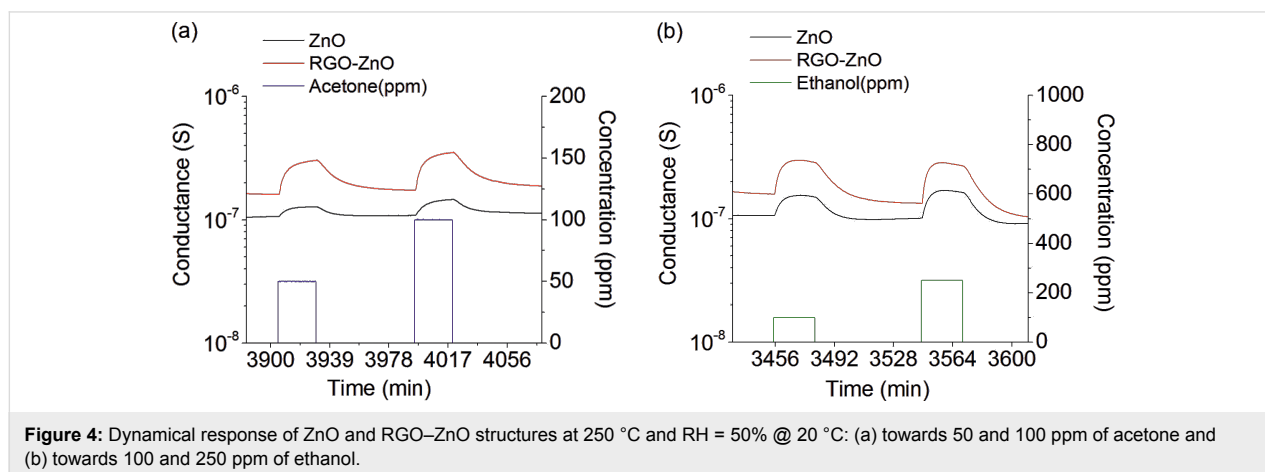 (a)
ZnO
RGO-ZnO
Acetone(ppm)
10⁻⁶
10⁻⁷
10⁻⁸
Conductance (S)
200
150
100
50
0
Concentration (ppm)
3900 3939 3978 4017 4056
Time (min)
(b)
ZnO
RGO-ZnO
Ethanol(ppm)
10⁻⁶
10⁻⁷
10⁻⁸
Conductance (S)
1000
800
600
400
200
0
Concentration (ppm)
3456 3492 3528 3564 3600
Time (min)
Figure 4: Dynamical response of ZnO and RGO–ZnO structures at 250 °C and RH = 50% @ 20 °C: (a) towards 50 and 100 ppm of acetone and
(b) towards 100 and 250 ppm of ethanol.